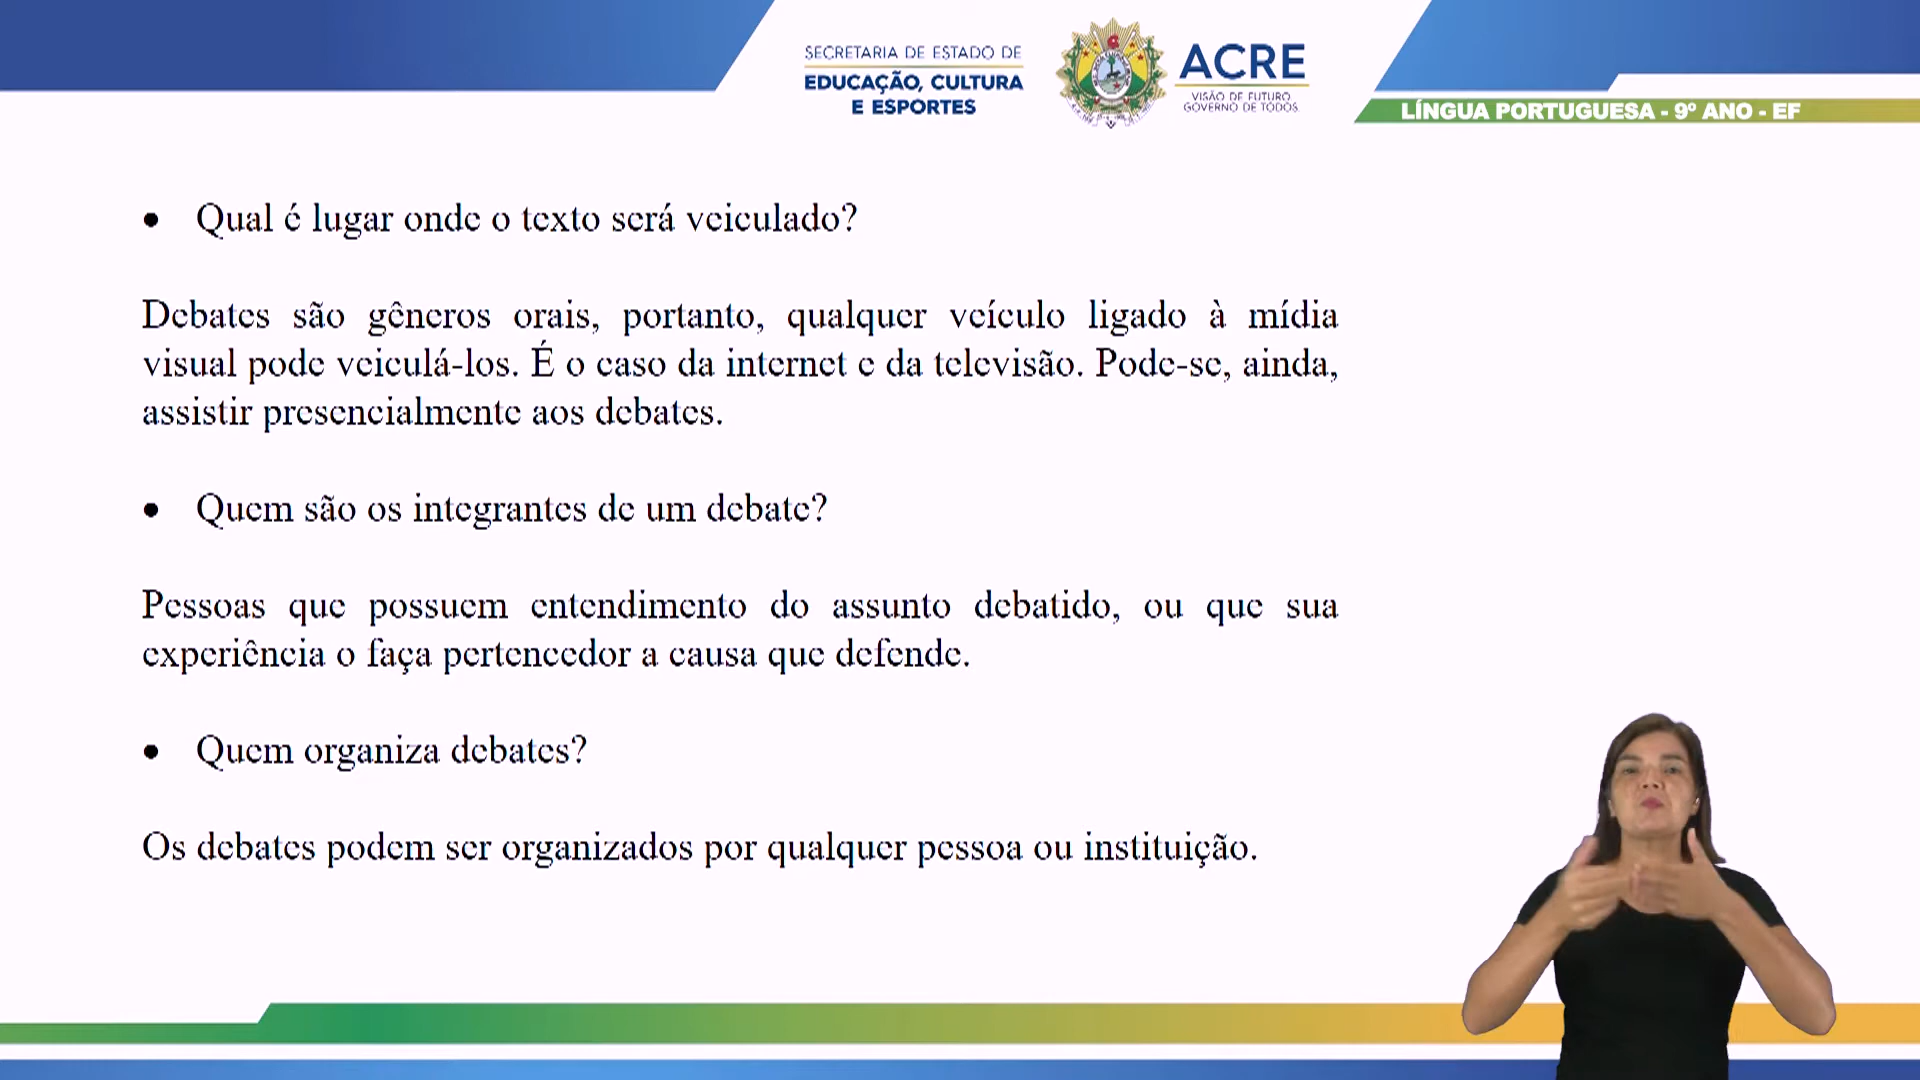 SECRETARIA DE ESTADO DE
EDUCAÇÃO, CULTURA
E ESPORTES
ACRE
VISÃO DE FUTURO
GOVERNO DE TODOS
LÍNGUA PORTUGUESA - 9º ANO - EF
• Qual é lugar onde o texto será veiculado?
Debates são gêneros orais, portanto, qualquer veículo ligado à mídia
visual pode veiculá-los. É o caso da internet e da televisão. Pode-se, ainda,
assistir presencialmente aos debates.
• Quem são os integrantes de um debate?
Pessoas que possuem entendimento do assunto debatido, ou que sua
experiência o faça pertencedor a causa que defende.
• Quem organiza debates?
Os debates podem ser organizados por qualquer pessoa ou instituição.